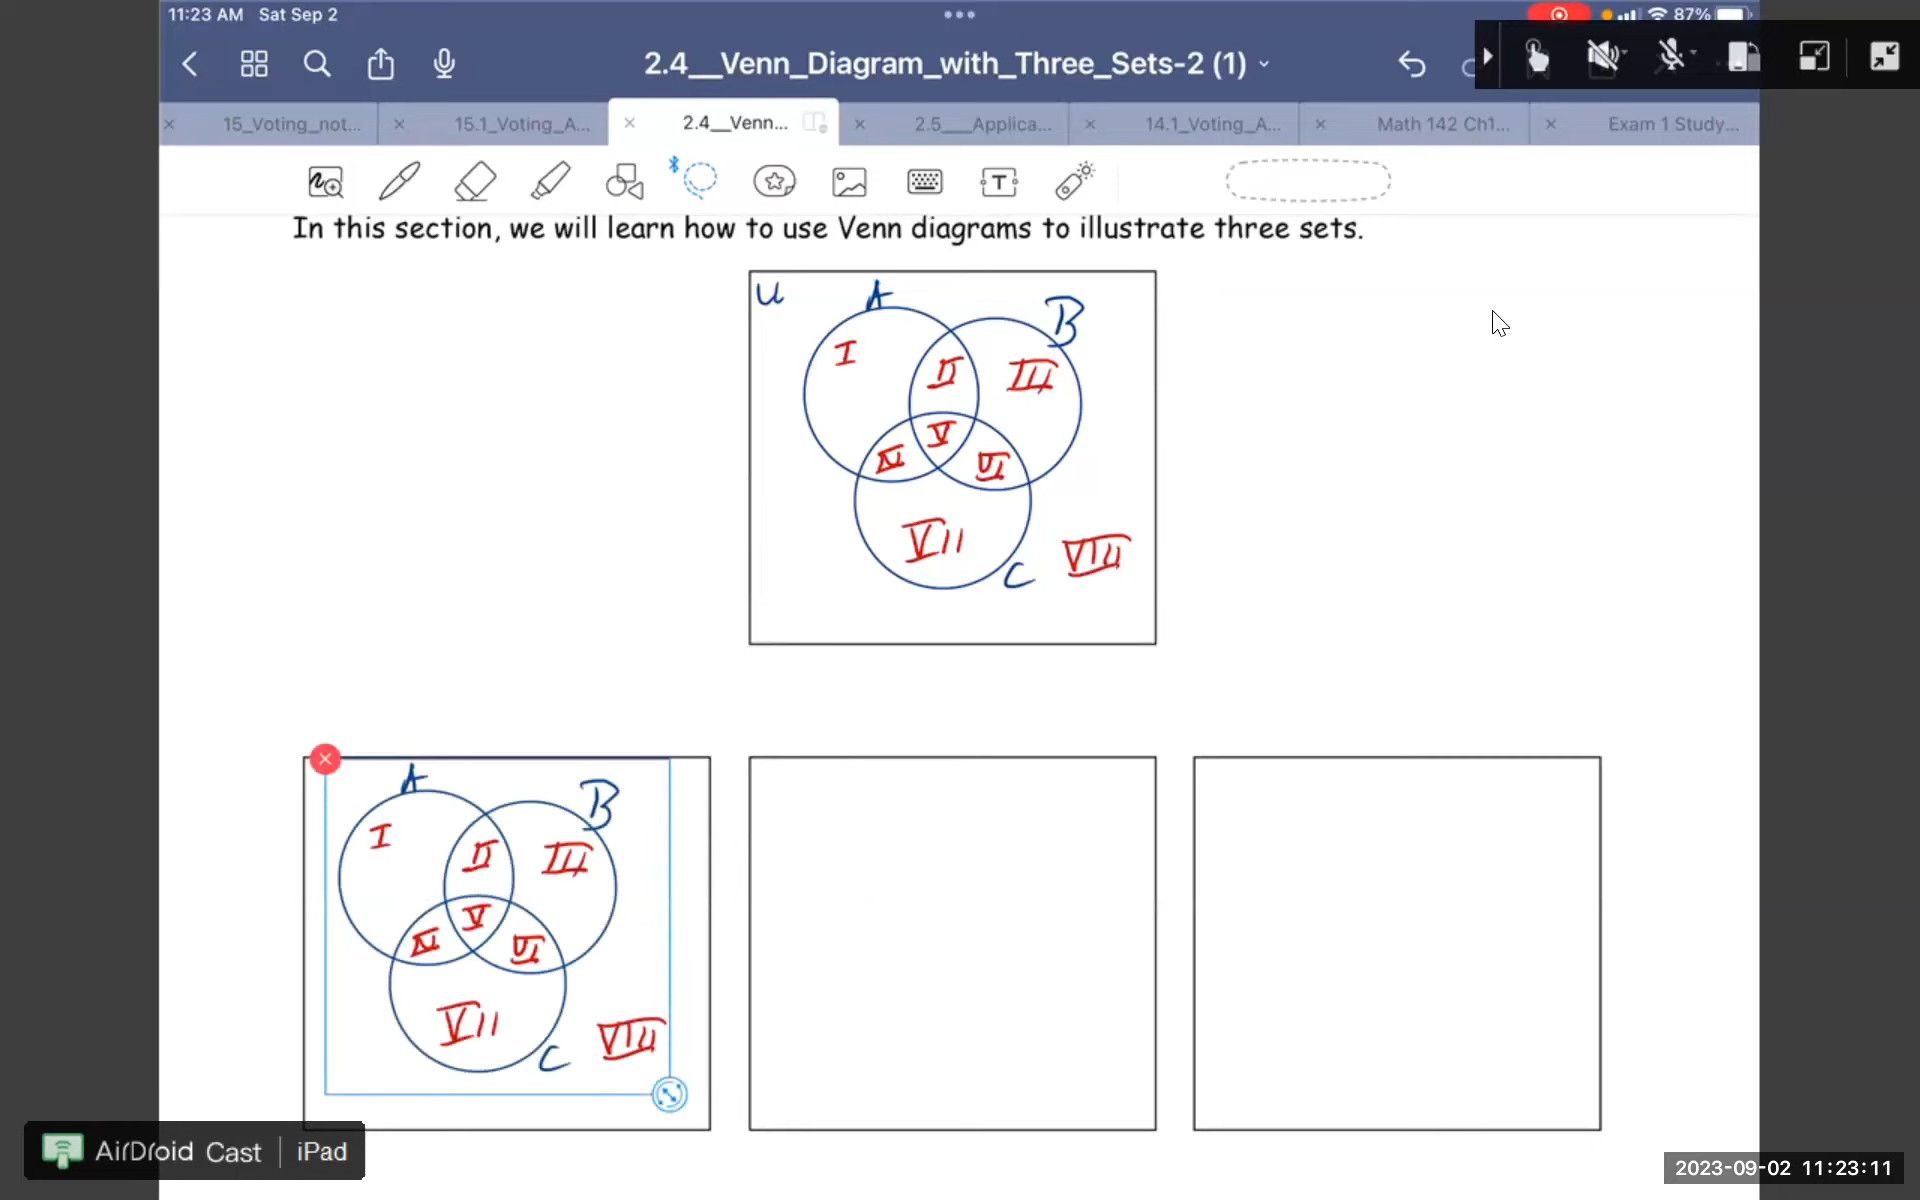 11:23 AM Sat Sep 2
87%
2.4__Venn_Diagram_with_Three_Sets-2 (1)
15_Voting_not...
15.1_Voting_A...
2.4__Venn...
2.5___Applica...
14.1_Voting_A...
Math 142 Ch1...
Exam 1 Study...
T
In this section, we will learn how to use Venn diagrams to illustrate three sets.
U
A
B
I
II
III
V
IV
VI
VII
VIII
C
A
B
I
II
III
V
IV
VI
VII
VIII
C
AirDroid Cast | iPad
2023-09-02 11:23:11